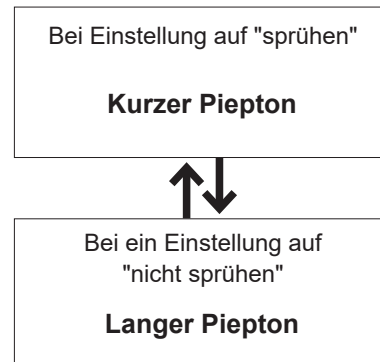 Bei Einstellung auf "sprühen"
Kurzer Piepton
Bei ein Einstellung auf
"nicht sprühen"
Langer Piepton